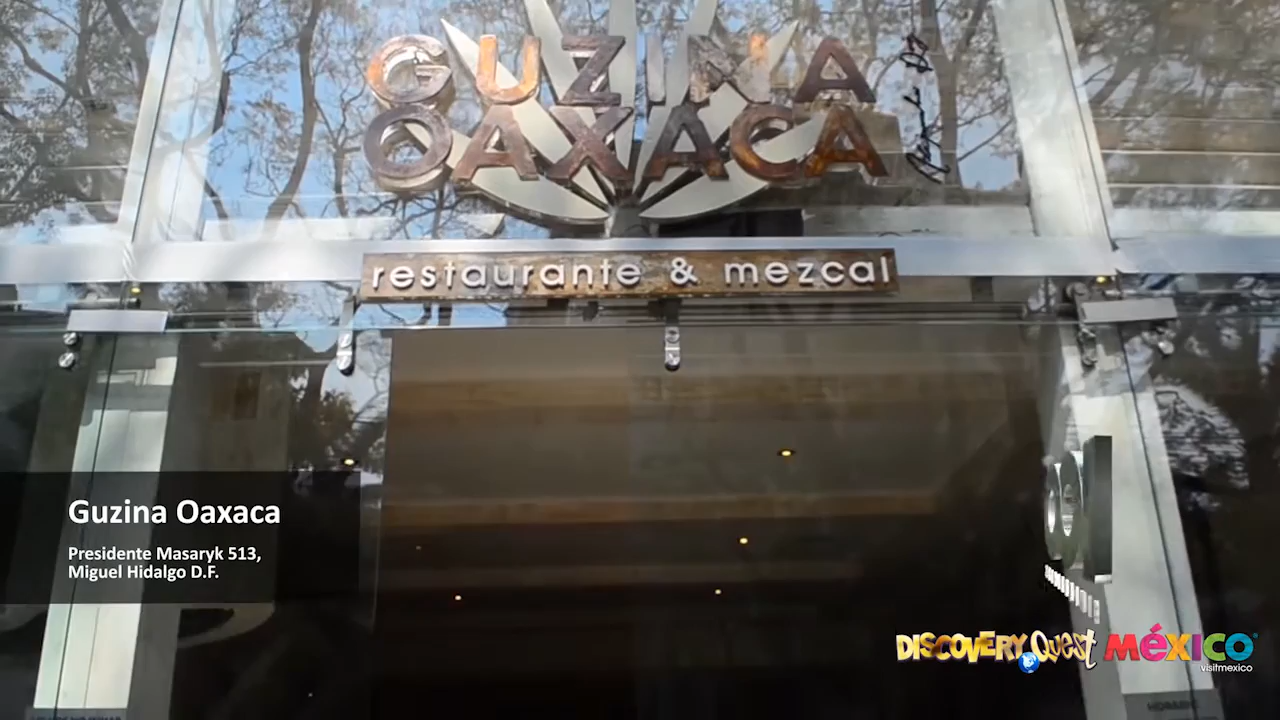 GUZINA
OAXACA
restaurante & mezcal
Guzina Oaxaca
Presidente Masaryk 513,
Miguel Hidalgo D.F.
DISCOVERY QUEST
MÉXICO
visitmexico